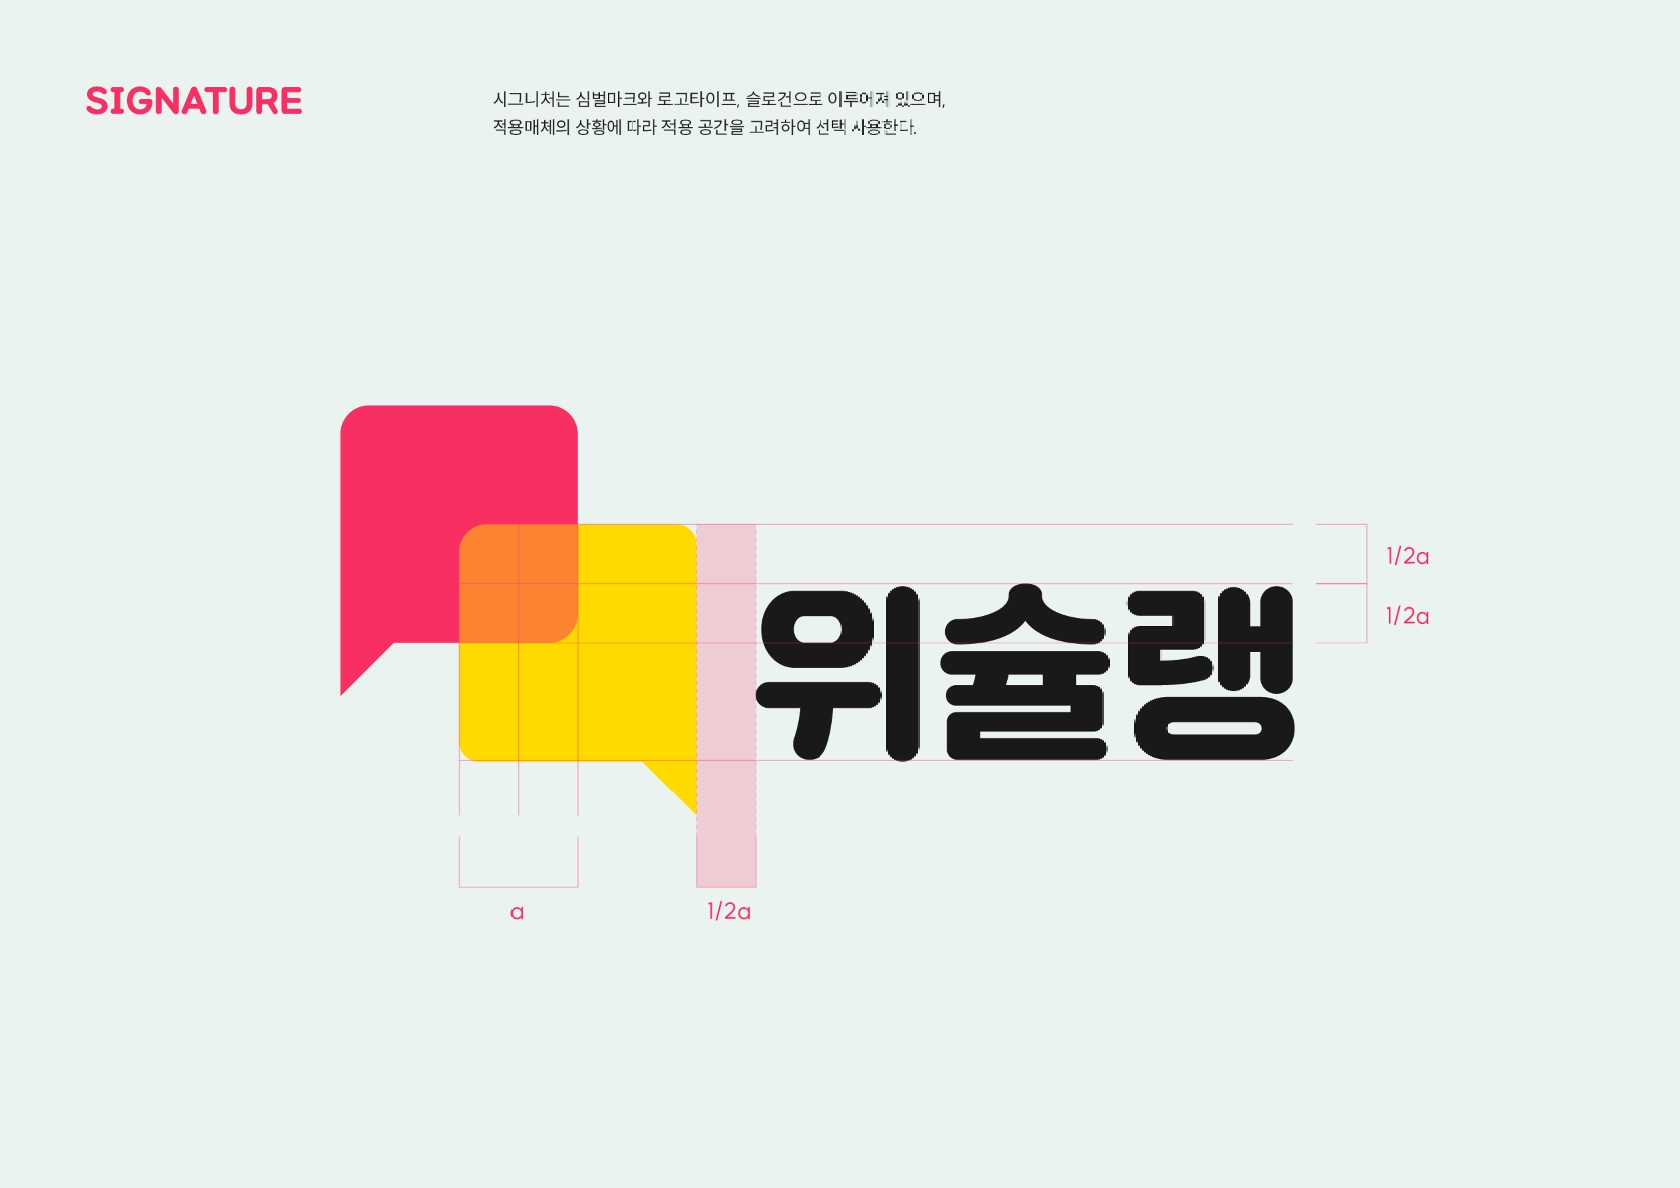 SIGNATURE
시그니처는 심벌마크와 로고타이프, 슬로건으로 이루어져 있으며,
적용매체의 상황에 따라 적용 공간을 고려하여 선택 사용한다.
1/2a
1/2a
위슐랭
a
1/2a